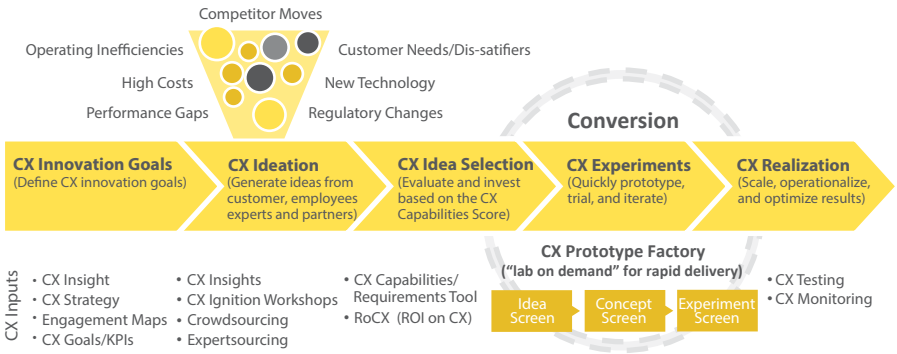 Competitor Moves
Operating Inefficiencies
Customer Needs/Dis-satifiers
High Costs
New Technology
Performance Gaps
Regulatory Changes
Conversion
CX Innovation Goals
(Define CX innovation goals)
CX Ideation
(Generate ideas from
customer, employees
experts and partners)
CX Idea Selection
(Evaluate and invest
based on the CX
Capabilities Score)
CX Experiments
(Quickly prototype,
trial, and iterate)
CX Realization
(Scale, operationalize,
and optimize results)
CX Inputs
· CX Insight
· CX Strategy
· Engagement Maps
· CX Goals/KPIs
• CX Insights
• CX Ignition Workshops
• Crowdsourcing
• Expertsourcing
• CX Capabilities/
Requirements Tool
• RoCX (ROI on CX)
CX Prototype Factory
(“lab on demand” for rapid delivery)
Idea
Screen
Concept
Screen
Experiment
Screen
• CX Testing
• CX Monitoring